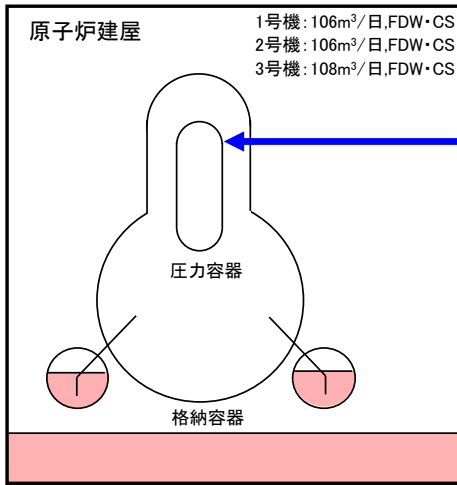 原子炉建屋
1号機:106m³/日,FDW・CS
2号機:106m³/日,FDW・CS
3号機:108m³/日,FDW・CS
圧力容器
格納容器